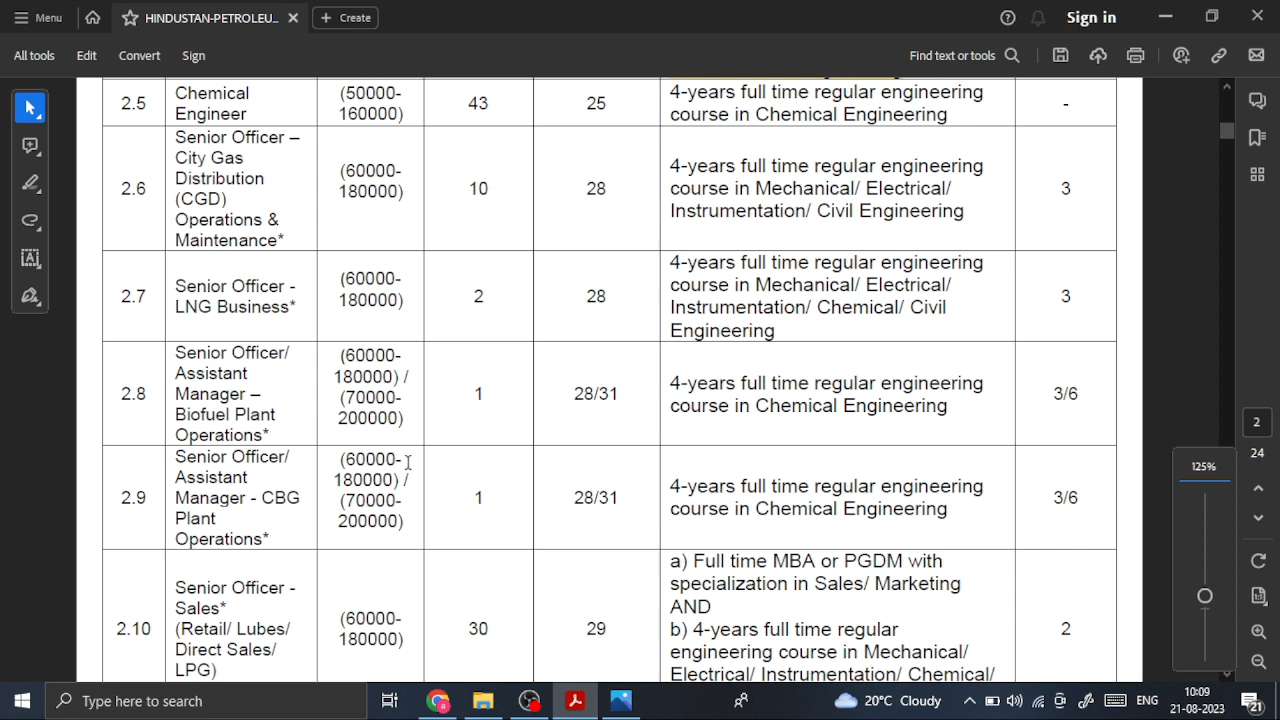 Menu
HINDUSTAN-PETROLEU...
Create
Sign in
All tools Edit Convert Sign
Find text or tools
2.5
Chemical
Engineer
(50000-
160000)
43
25
4-years full time regular engineering
course in Chemical Engineering
-
2.6
Senior Officer –
City Gas
Distribution
(CGD)
Operations &
Maintenance*
(60000-
180000)
10
28
4-years full time regular engineering
course in Mechanical/ Electrical/
Instrumentation/ Civil Engineering
3
2.7
Senior Officer -
LNG Business*
(60000-
180000)
2
28
4-years full time regular engineering
course in Mechanical/ Electrical/
Instrumentation/ Chemical/ Civil
Engineering
3
2.8
Senior Officer/
Assistant
Manager –
Biofuel Plant
Operations*
(60000-
180000) /
(70000-
200000)
1
28/31
4-years full time regular engineering
course in Chemical Engineering
3/6
2.9
Senior Officer/
Assistant
Manager - CBG
Plant
Operations*
(60000-
180000) /
(70000-
200000)
1
28/31
4-years full time regular engineering
course in Chemical Engineering
3/6
2.10
Senior Officer -
Sales*
(Retail/ Lubes/
Direct Sales/
LPG)
(60000-
180000)
30
29
a) Full time MBA or PGDM with
specialization in Sales/ Marketing
AND
b) 4-years full time regular
engineering course in Mechanical/
Electrical/ Instrumentation/ Chemical/
2
2
24
125%
Type here to search
20°C Cloudy
ENG
10:09
21-08-2023
21